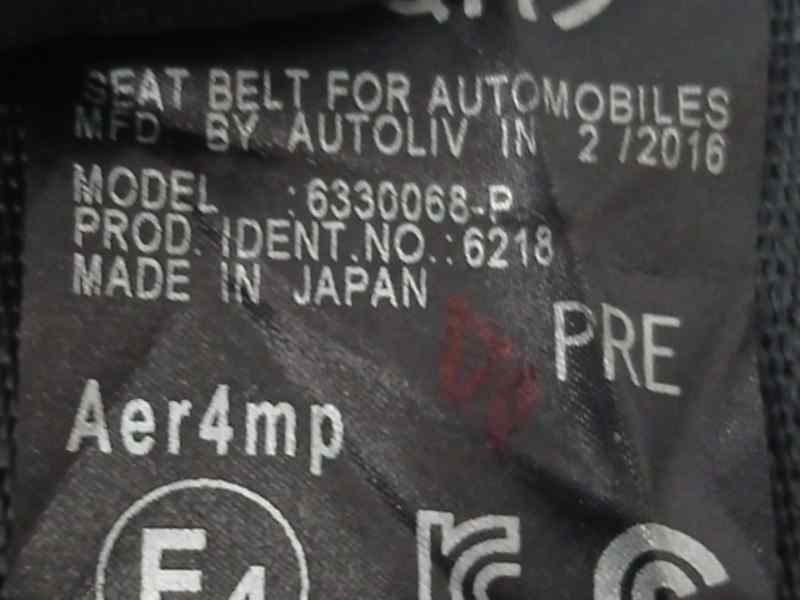 SEAT BELT FOR AUTOMOBILES
MFD BY AUTOLIV IN 2 /2016
MODEL :6330068-P
PROD. IDENT.NO.:6218
MADE IN JAPAN
PRE
Aer4mp
E4